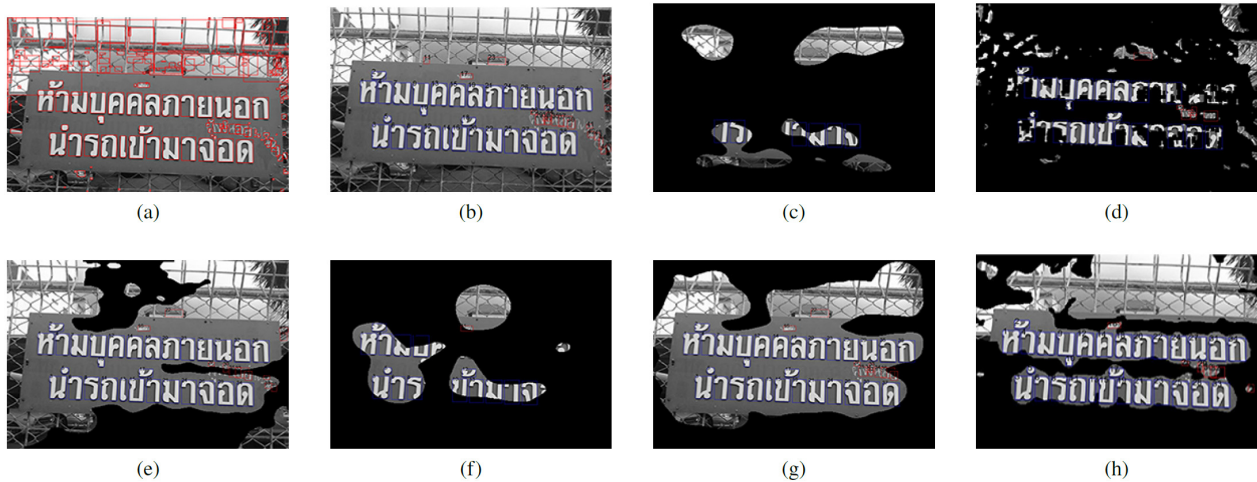 ห้ามบุคคลภายนอก
นำรถเข้ามาจอด
(a)
ห้ามบุคคลภายนอก
นำรถเข้ามาจอด
(b)
(c)
(d)
ห้ามบุคคลภายนอก
นำรถเข้ามาจอด
(e)
(f)
ห้ามบุคคลภายนอก
นำรถเข้ามาจอด
(g)
ห้ามบุคคลภายนอก
นำรถเข้ามาจอด
(h)